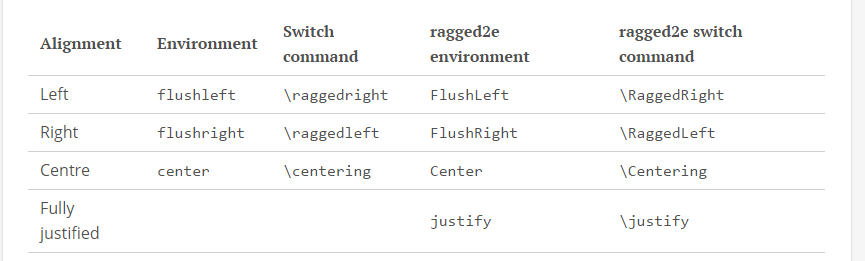 Alignment Environment Switch command ragged2e environment ragged2e switch command
Left flushleft \raggedright FlushLeft \RaggedRight
Right flushright \raggedleft FlushRight \RaggedLeft
Centre center \centering Center \Centering
Fully justified justify \justify